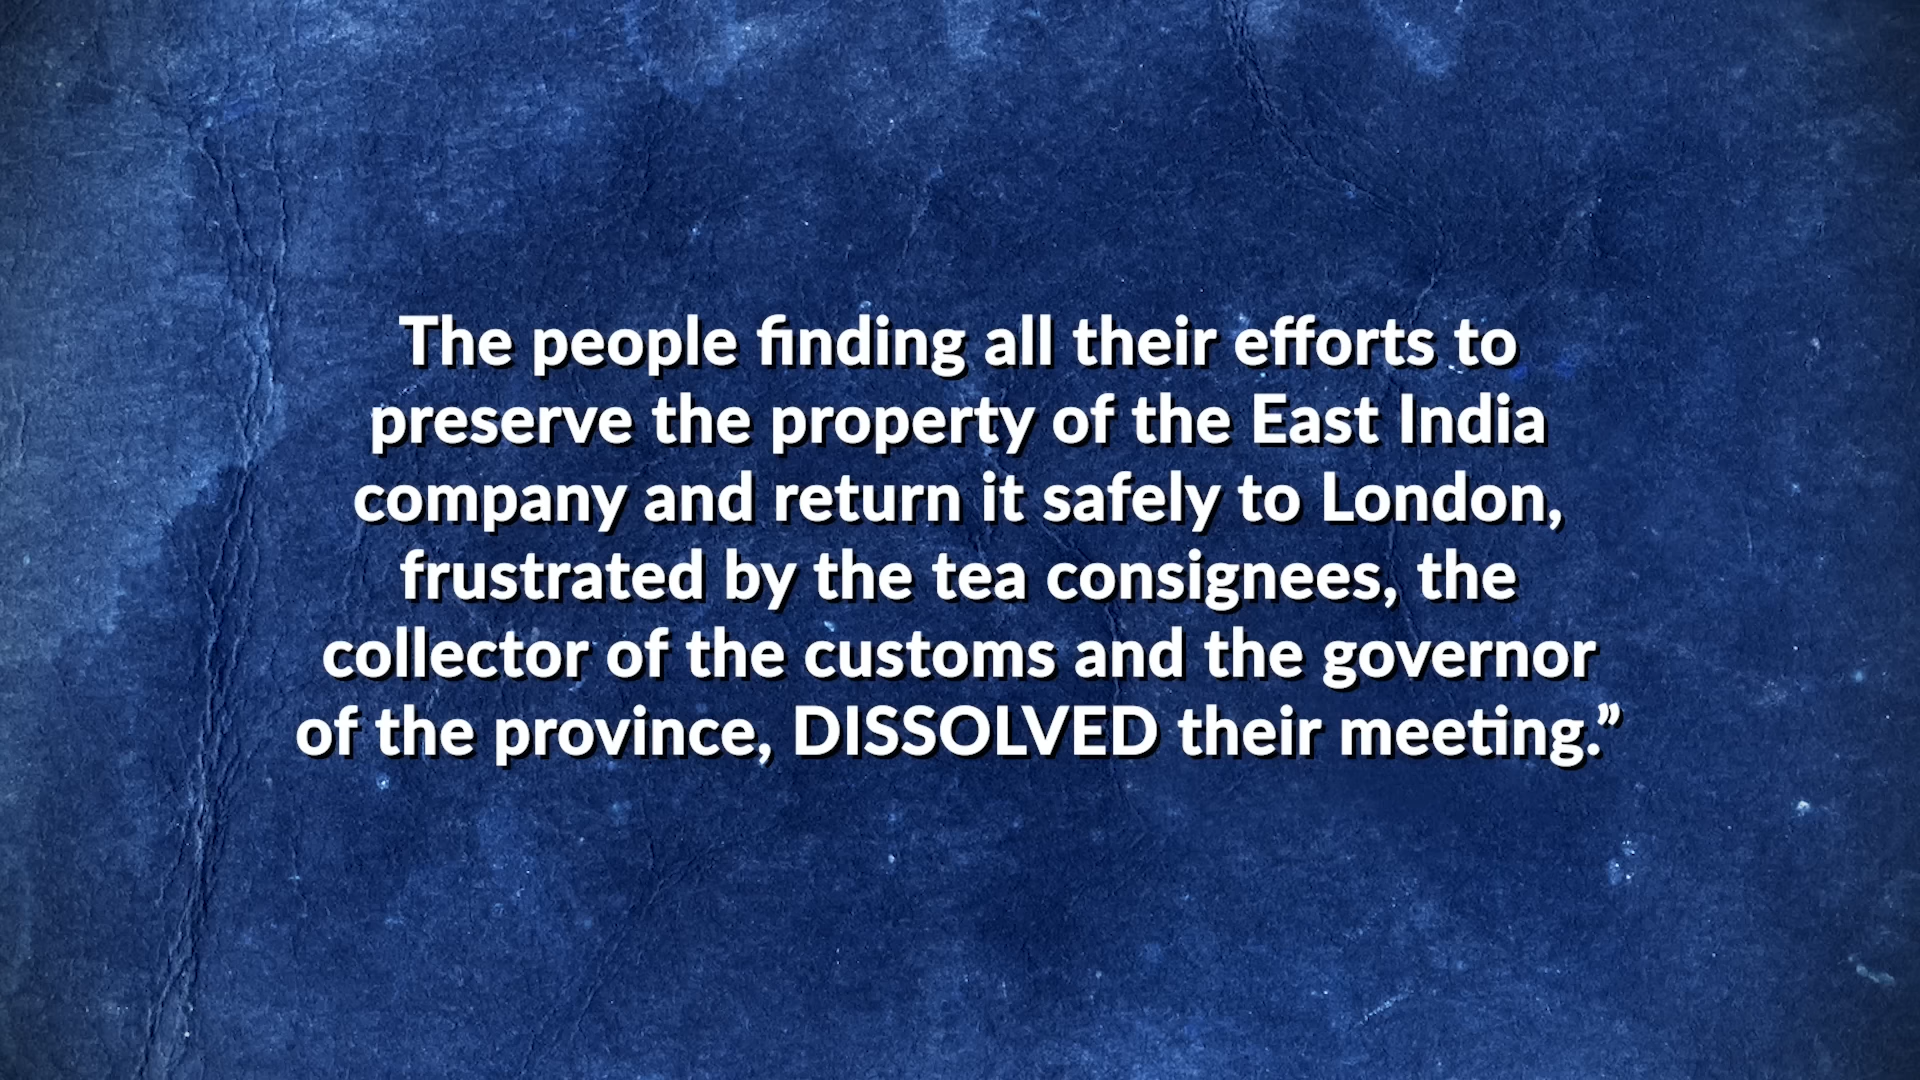 The people finding all their efforts to
preserve the property of the East India
company and return it safely to London,
frustrated by the tea consignees, the
collector of the customs and the governor
of the province, DISSOLVED their meeting.”